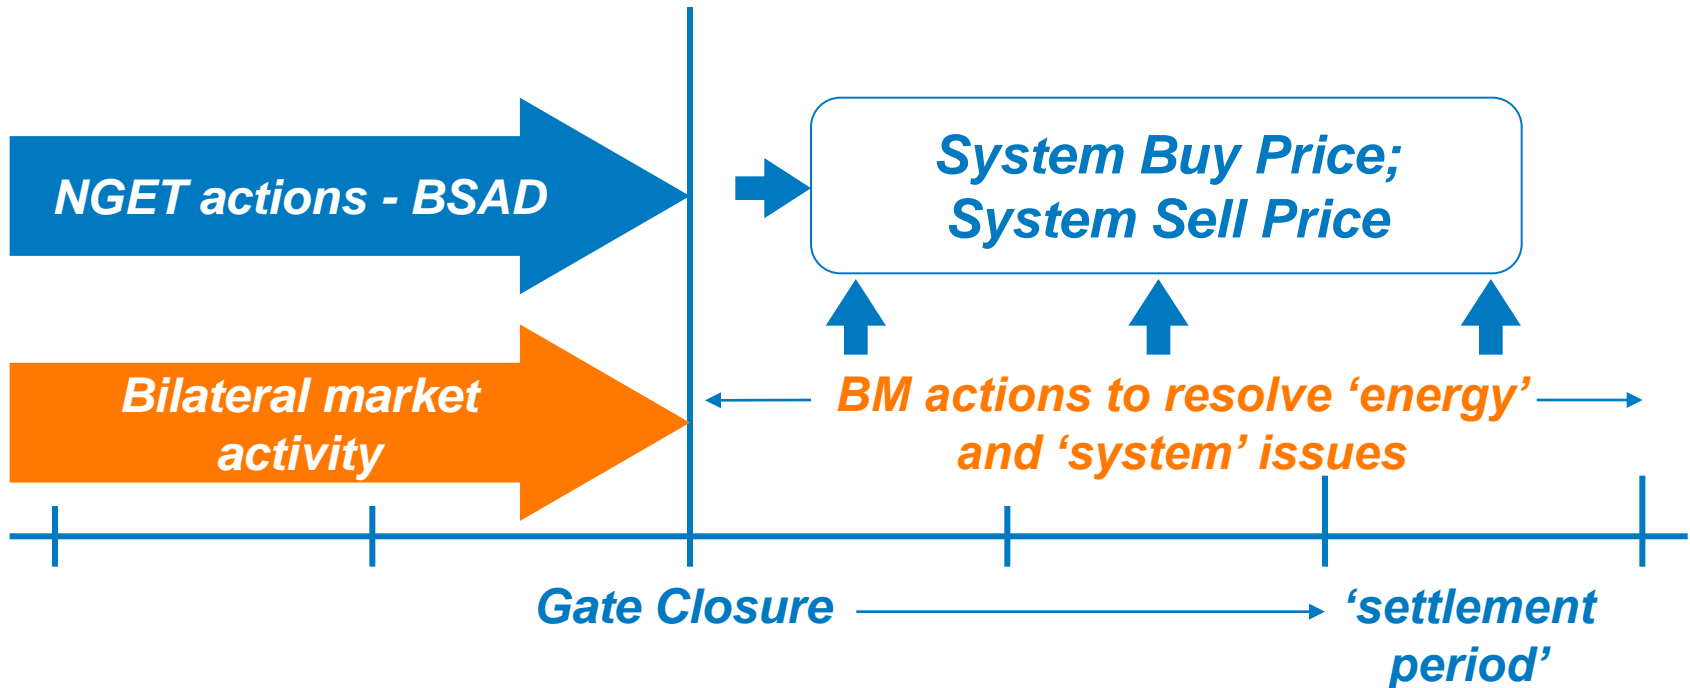 NGET actions - BSAD
System Buy Price;
System Sell Price
Bilateral market
activity
BM actions to resolve ‘energy’
and ‘system’ issues
Gate Closure
‘settlement
period’